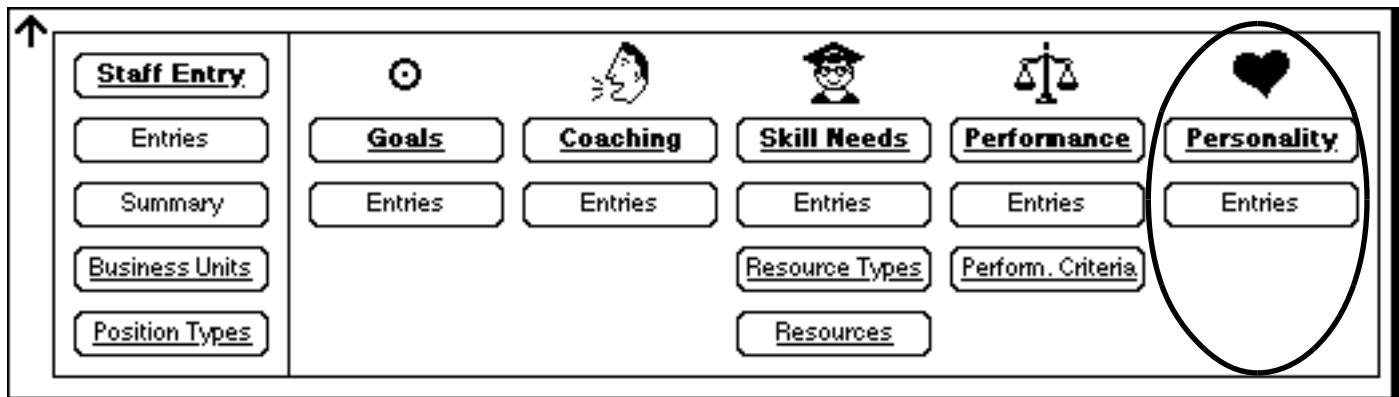 Staff Entry
Goals Coaching Skill Needs Performance Personality
Entries
Entries Entries Entries Entries Entries
Summary
Business Units
Resource Types Perform. Criteria
Position Types
Resources